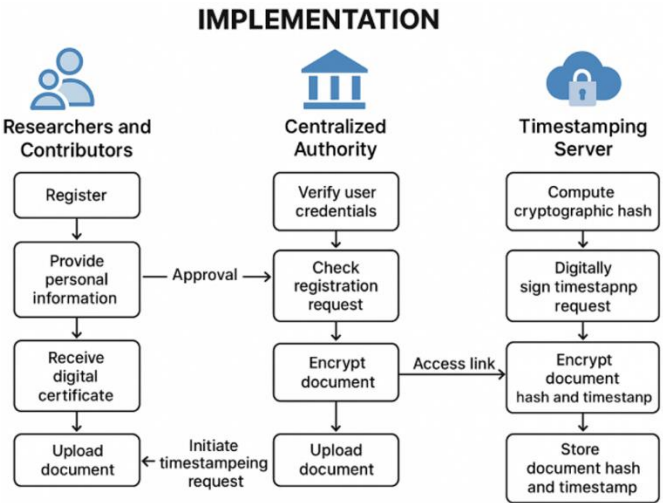 IMPLEMENTATION
Researchers and
Contributors
Register
Provide
personal
information
Receive
digital
certificate
Upload
document
Approval
Initiate
timestampeing
request
Centralized
Authority
Verify user
credentials
Check
registration
request
Encrypt
document
Upload
document
Access link
Timestamping
Server
Compute
cryptographic hash
Digitally
sign timestapnp
request
Encrypt
document
hash and timestanp
Store
document hash
and timestamp